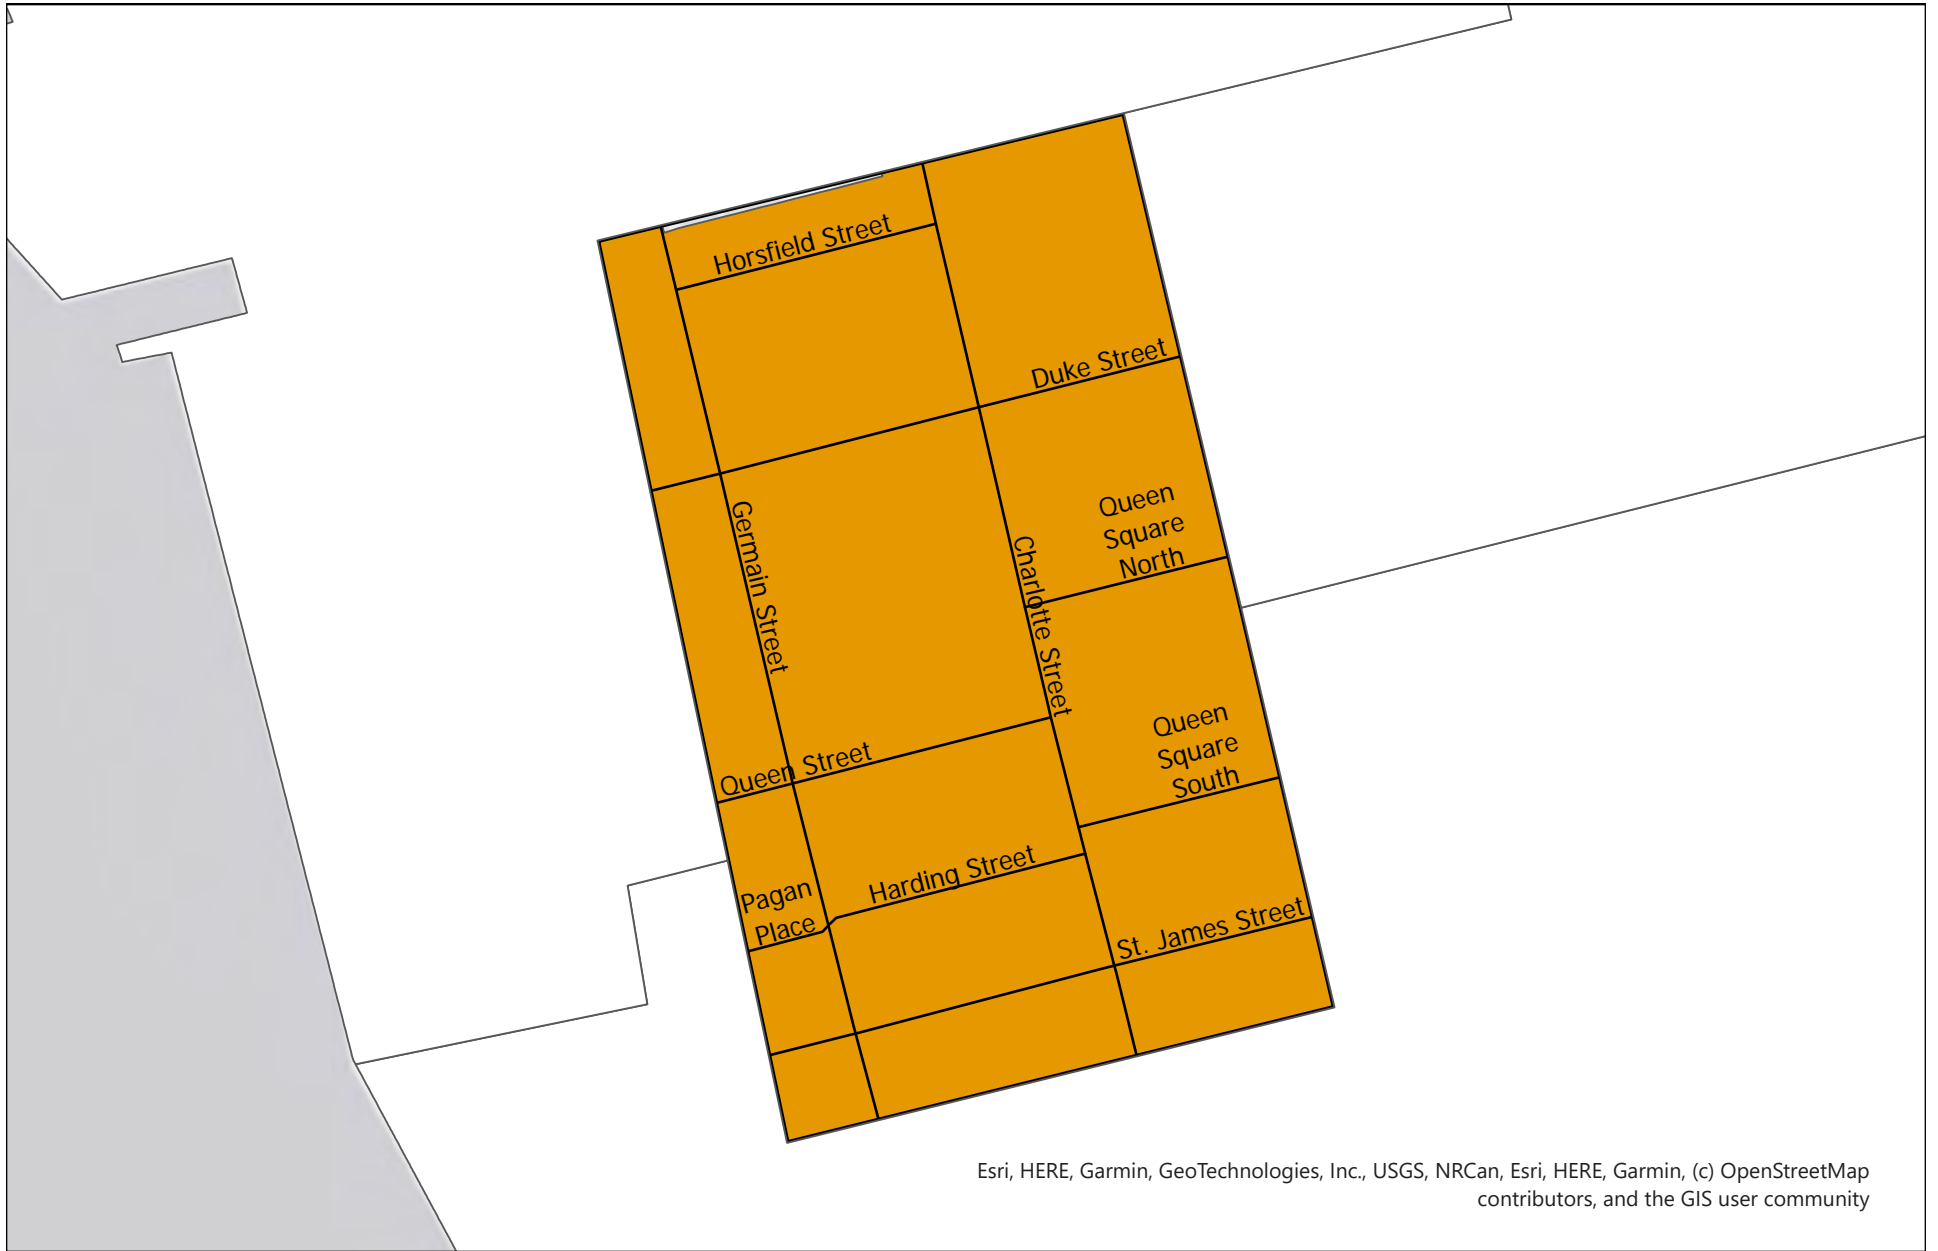 Horsfield Street
Duke Street
Germain Street
Charlotte Street
Queen
Square
North
Queen
Square
South
Queen Street
Harding Street
Pagan
Place
St. James Street
Esri, HERE, Garmin, GeoTechnologies, Inc., USGS, NRCan, Esri, HERE, Garmin, (c) OpenStreetMap
contributors, and the GIS user community